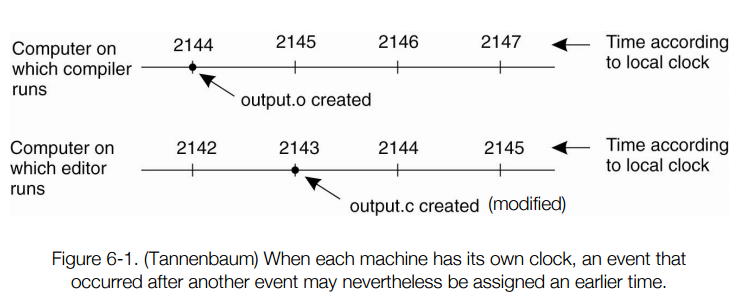 Computer on
which compiler
runs
2144 2145 2146 2147
Time according
to local clock
output.o created
Computer on
which editor
runs
2142 2143 2144 2145
Time according
to local clock
output.c created (modified)
Figure 6-1. (Tannenbaum) When each machine has its own clock, an event that
occurred after another event may nevertheless be assigned an earlier time.